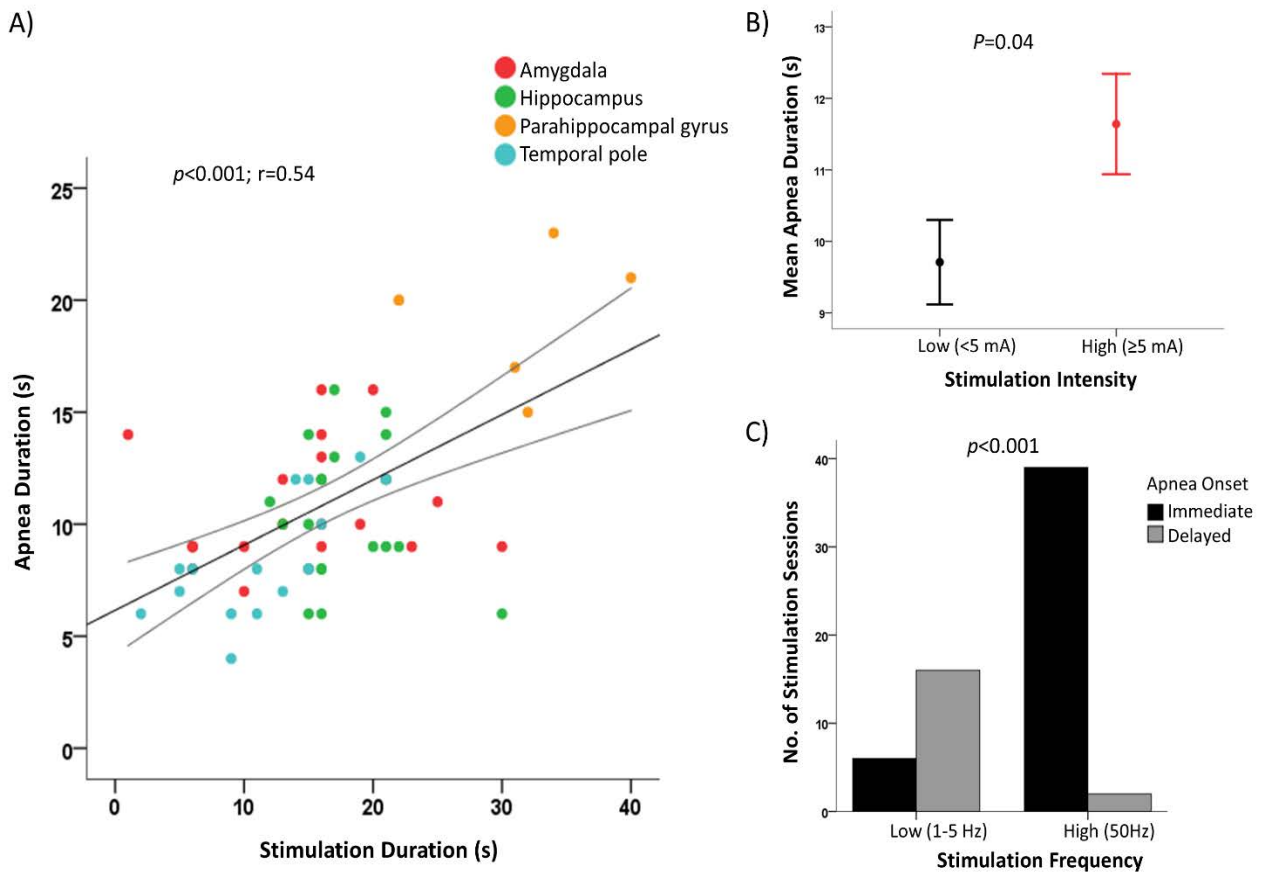 A)
Amygdala
Hippocampus
Parahippocampal gyrus
Temporal pole
p<0.001; r=0.54
25
20
15
10
5
0
0 10 20 30 40
Apnea Duration (s)
Stimulation Duration (s)
B)
P=0.04
13
12
11
10
9
Mean Apnea Duration (s)
Low (<5 mA) High (≥5 mA)
Stimulation Intensity
C)
p<0.001
Apnea Onset
Immediate
Delayed
40
30
20
10
0
No. of Stimulation Sessions
Low (1-5 Hz) High (50Hz)
Stimulation Frequency